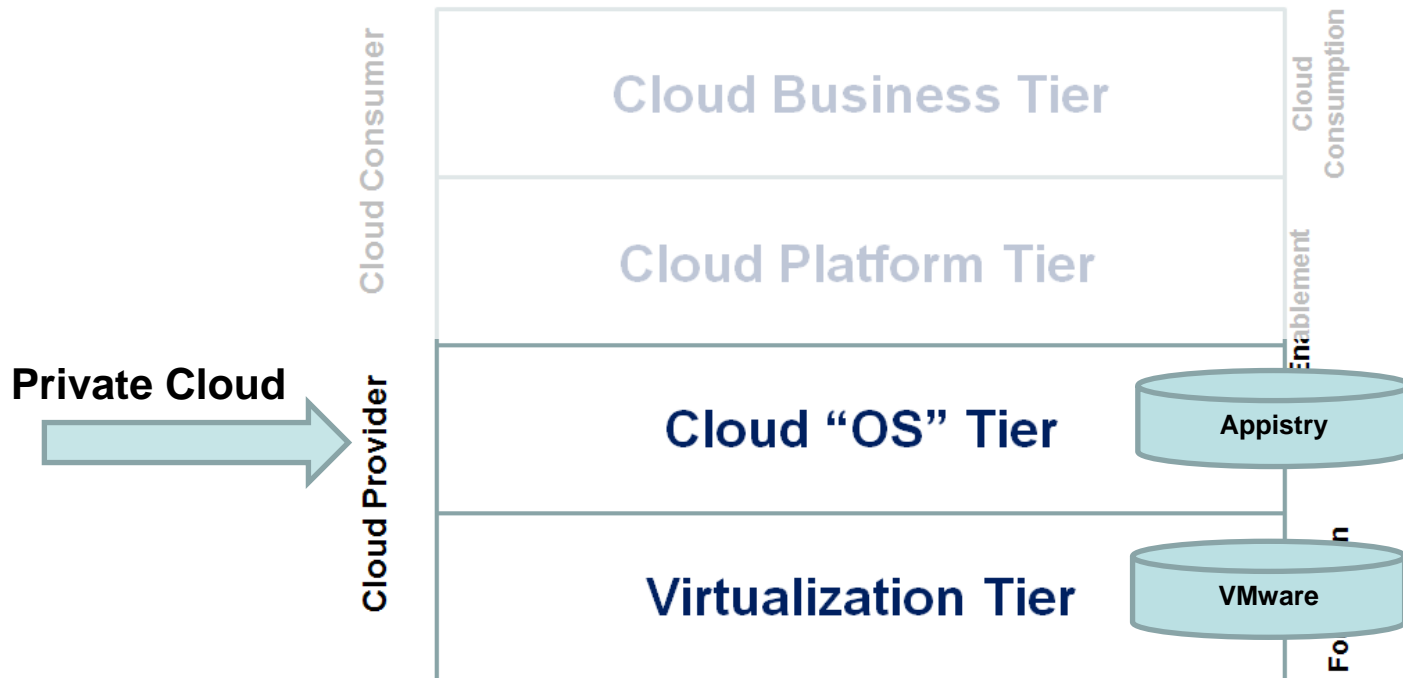 Cloud Consumer
Cloud Business Tier
Cloud
Consumption
Cloud Platform Tier
Enablement
Private Cloud
Cloud Provider
Cloud “OS” Tier
Appistry
Virtualization Tier
VMware